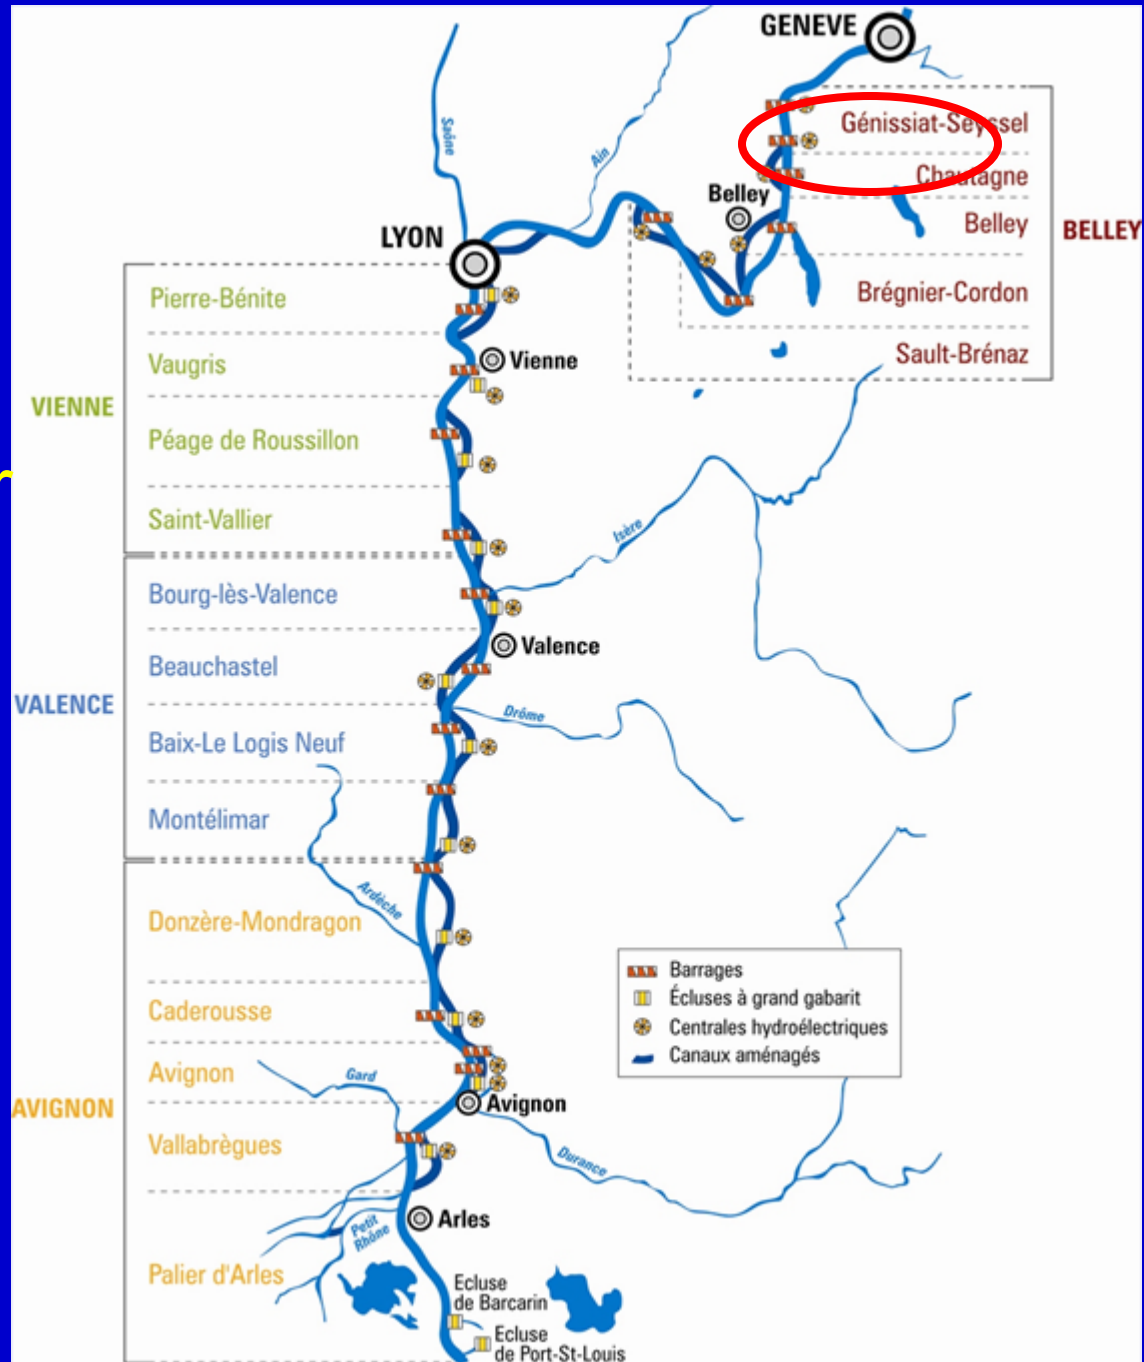 GENEVE
Saône
Ain
Génissiat-Seyssel
Chautagne
Belley
Belley
BELLEY
LYON
Brégnier-Cordon
Pierre-Bénite
Sault-Brénaz
Vaugris
Vienne
VIENNE
Péage de Roussillon
Saint-Vallier
Isère
Bourg-lès-Valence
Valence
Beauchastel
VALENCE
Drôme
Baix-Le Logis Neuf
Montélimar
Ardèche
Donzère-Mondragon
Barrages
Écluses à grand gabarit
Centrales hydroélectriques
Canaux aménagés
Caderousse
Avignon
Gard
Avignon
AVIGNON
Vallabrègues
Durance
Arles
Petit
Rhône
Palier d'Arles
Ecluse
de Barcarin
Ecluse
de Port-St-Louis